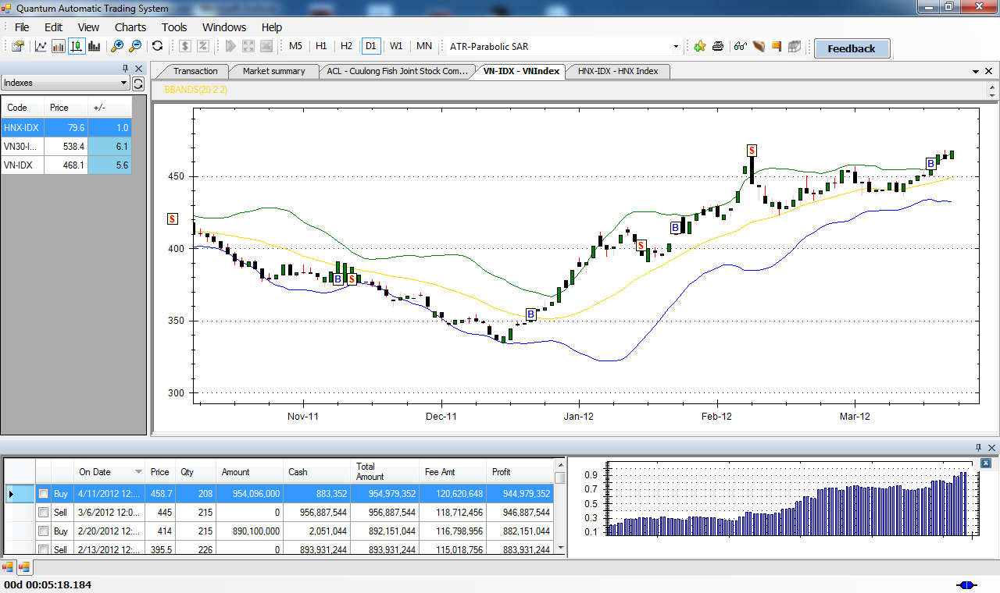 Quantum Automatic Trading System
File Edit View Charts Tools Windows Help
$ % M5 H1 H2 D1 W1 MN ATR-Parabolic SAR Feedback
Indexes
Code Price +/-
HNX-IDX 79.6 1.0
VN30-I... 538.4 6.1
VN-IDX 468.1 5.6
Transaction Market summary ACL - Cuulong Fish Joint Stock Com... VN-IDX - VNIndex HNX-IDX - HNX Index
BBANDS(20 2 2)
450
400
350
300
S B S B S B S B
Nov-11 Dec-11 Jan-12 Feb-12 Mar-12
On Date Price Qty Amount Cash Total Amount Fee Amt Profit
Buy 4/11/2012 12:... 458.7 208 954,096,000 883,352 954,979,352 120,620,648 944,979,352
Sell 3/6/2012 12:0... 445 215 0 956,887,544 956,887,544 118,712,456 946,887,544
Buy 2/20/2012 12:... 414 215 890,100,000 2,051,044 892,151,044 116,798,956 882,151,044
Sell 2/13/2012 12:... 395.5 226 0 893,931,244 893,931,244 115,018,756 883,931,244
0.9
0.7
0.5
0.3
0.1
00d 00:05:18.184